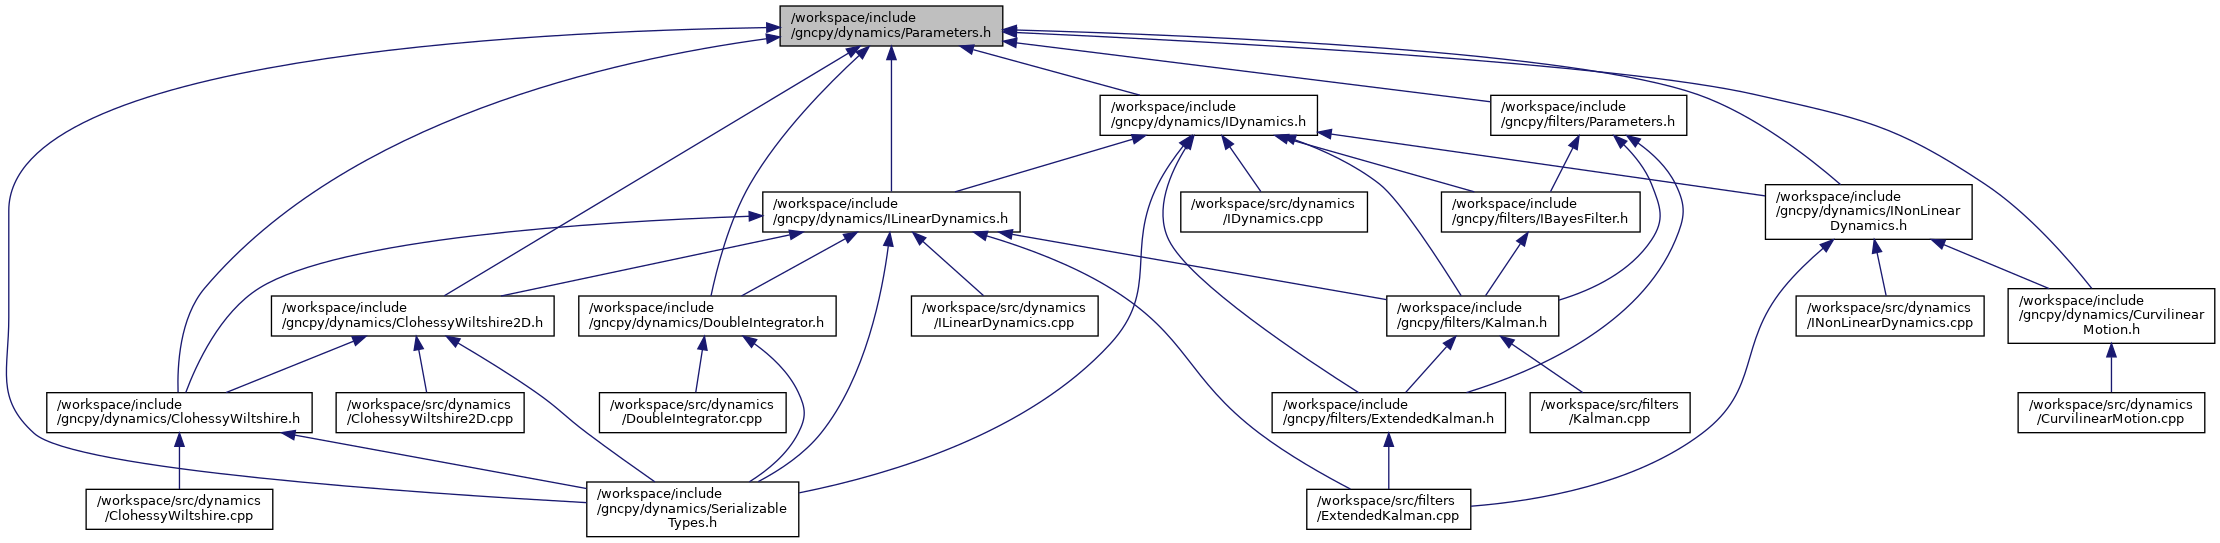 /workspace/include
/gncpy/dynamics/Parameters.h
/workspace/include
/gncpy/dynamics/IDynamics.h
/workspace/include
/gncpy/filters/Parameters.h
/workspace/include
/gncpy/dynamics/ILinearDynamics.h
/workspace/src/dynamics
/IDynamics.cpp
/workspace/include
/gncpy/filters/IBayesFilter.h
/workspace/include
/gncpy/dynamics/INonLinear
Dynamics.h
/workspace/include
/gncpy/dynamics/ClohessyWiltshire2D.h
/workspace/include
/gncpy/dynamics/DoubleIntegrator.h
/workspace/src/dynamics
/ILinearDynamics.cpp
/workspace/include
/gncpy/filters/Kalman.h
/workspace/src/dynamics
/INonLinearDynamics.cpp
/workspace/include
/gncpy/dynamics/Curvilinear
Motion.h
/workspace/include
/gncpy/dynamics/ClohessyWiltshire.h
/workspace/src/dynamics
/ClohessyWiltshire2D.cpp
/workspace/src/dynamics
/DoubleIntegrator.cpp
/workspace/include
/gncpy/filters/ExtendedKalman.h
/workspace/src/filters
/Kalman.cpp
/workspace/src/dynamics
/CurvilinearMotion.cpp
/workspace/src/dynamics
/ClohessyWiltshire.cpp
/workspace/include
/gncpy/dynamics/Serializable
Types.h
/workspace/src/filters
/ExtendedKalman.cpp